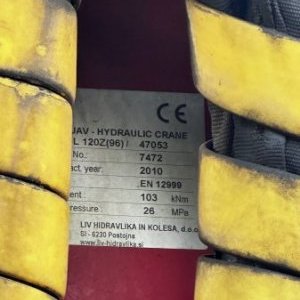 CE
JAV - HYDRAULIC CRANE
L 120Z(96) / 47053
No.: 7472
act. year: 2010
EN 12999
ent 103 kNm
ressure: 26 MPa
LIV HIDRAVLIKA IN KOLESA, d.o.o.
SI - 6230 Postojna
www.liv-hidravlika.si